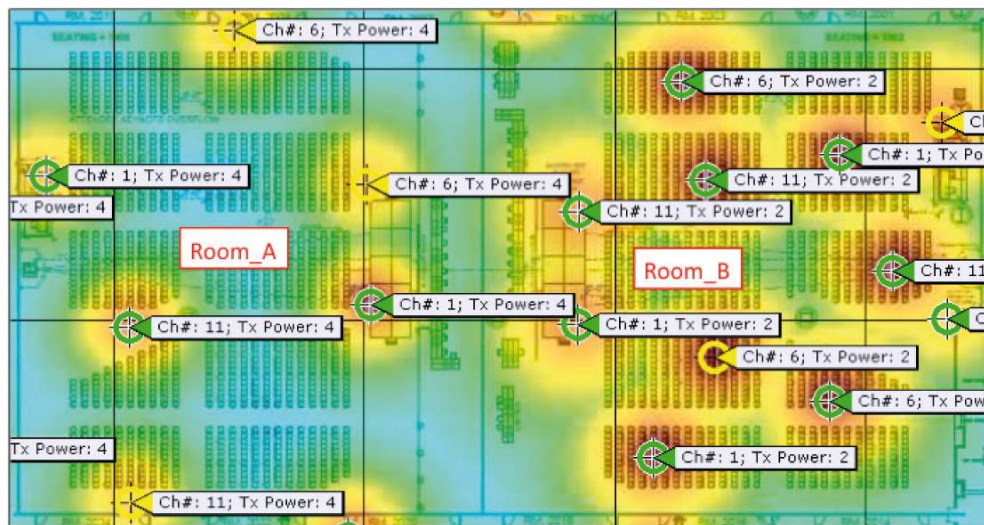 Ch#: 6; Tx Power: 4
Ch#: 6; Tx Power: 2
Ch
Ch#: 1; Po
Ch#: 1; Tx Power: 4
Ch#: 11; Tx Power: 2
Ch#: 6; Tx Power: 4
Tx Power: 4
Ch#: 11; Tx Power: 2
Room_A
Room_B
Ch#: 11
Ch#: 1; Tx Power: 4
Ch#: 11; Tx Power: 4
Ch#: 1; Tx Power: 2
C
Ch#: 6; Tx Power: 2
Ch#: 6; Tx Pow
Tx Power: 4
Ch#: 1; Tx Power: 2
Ch#: 11; Tx Power: 4